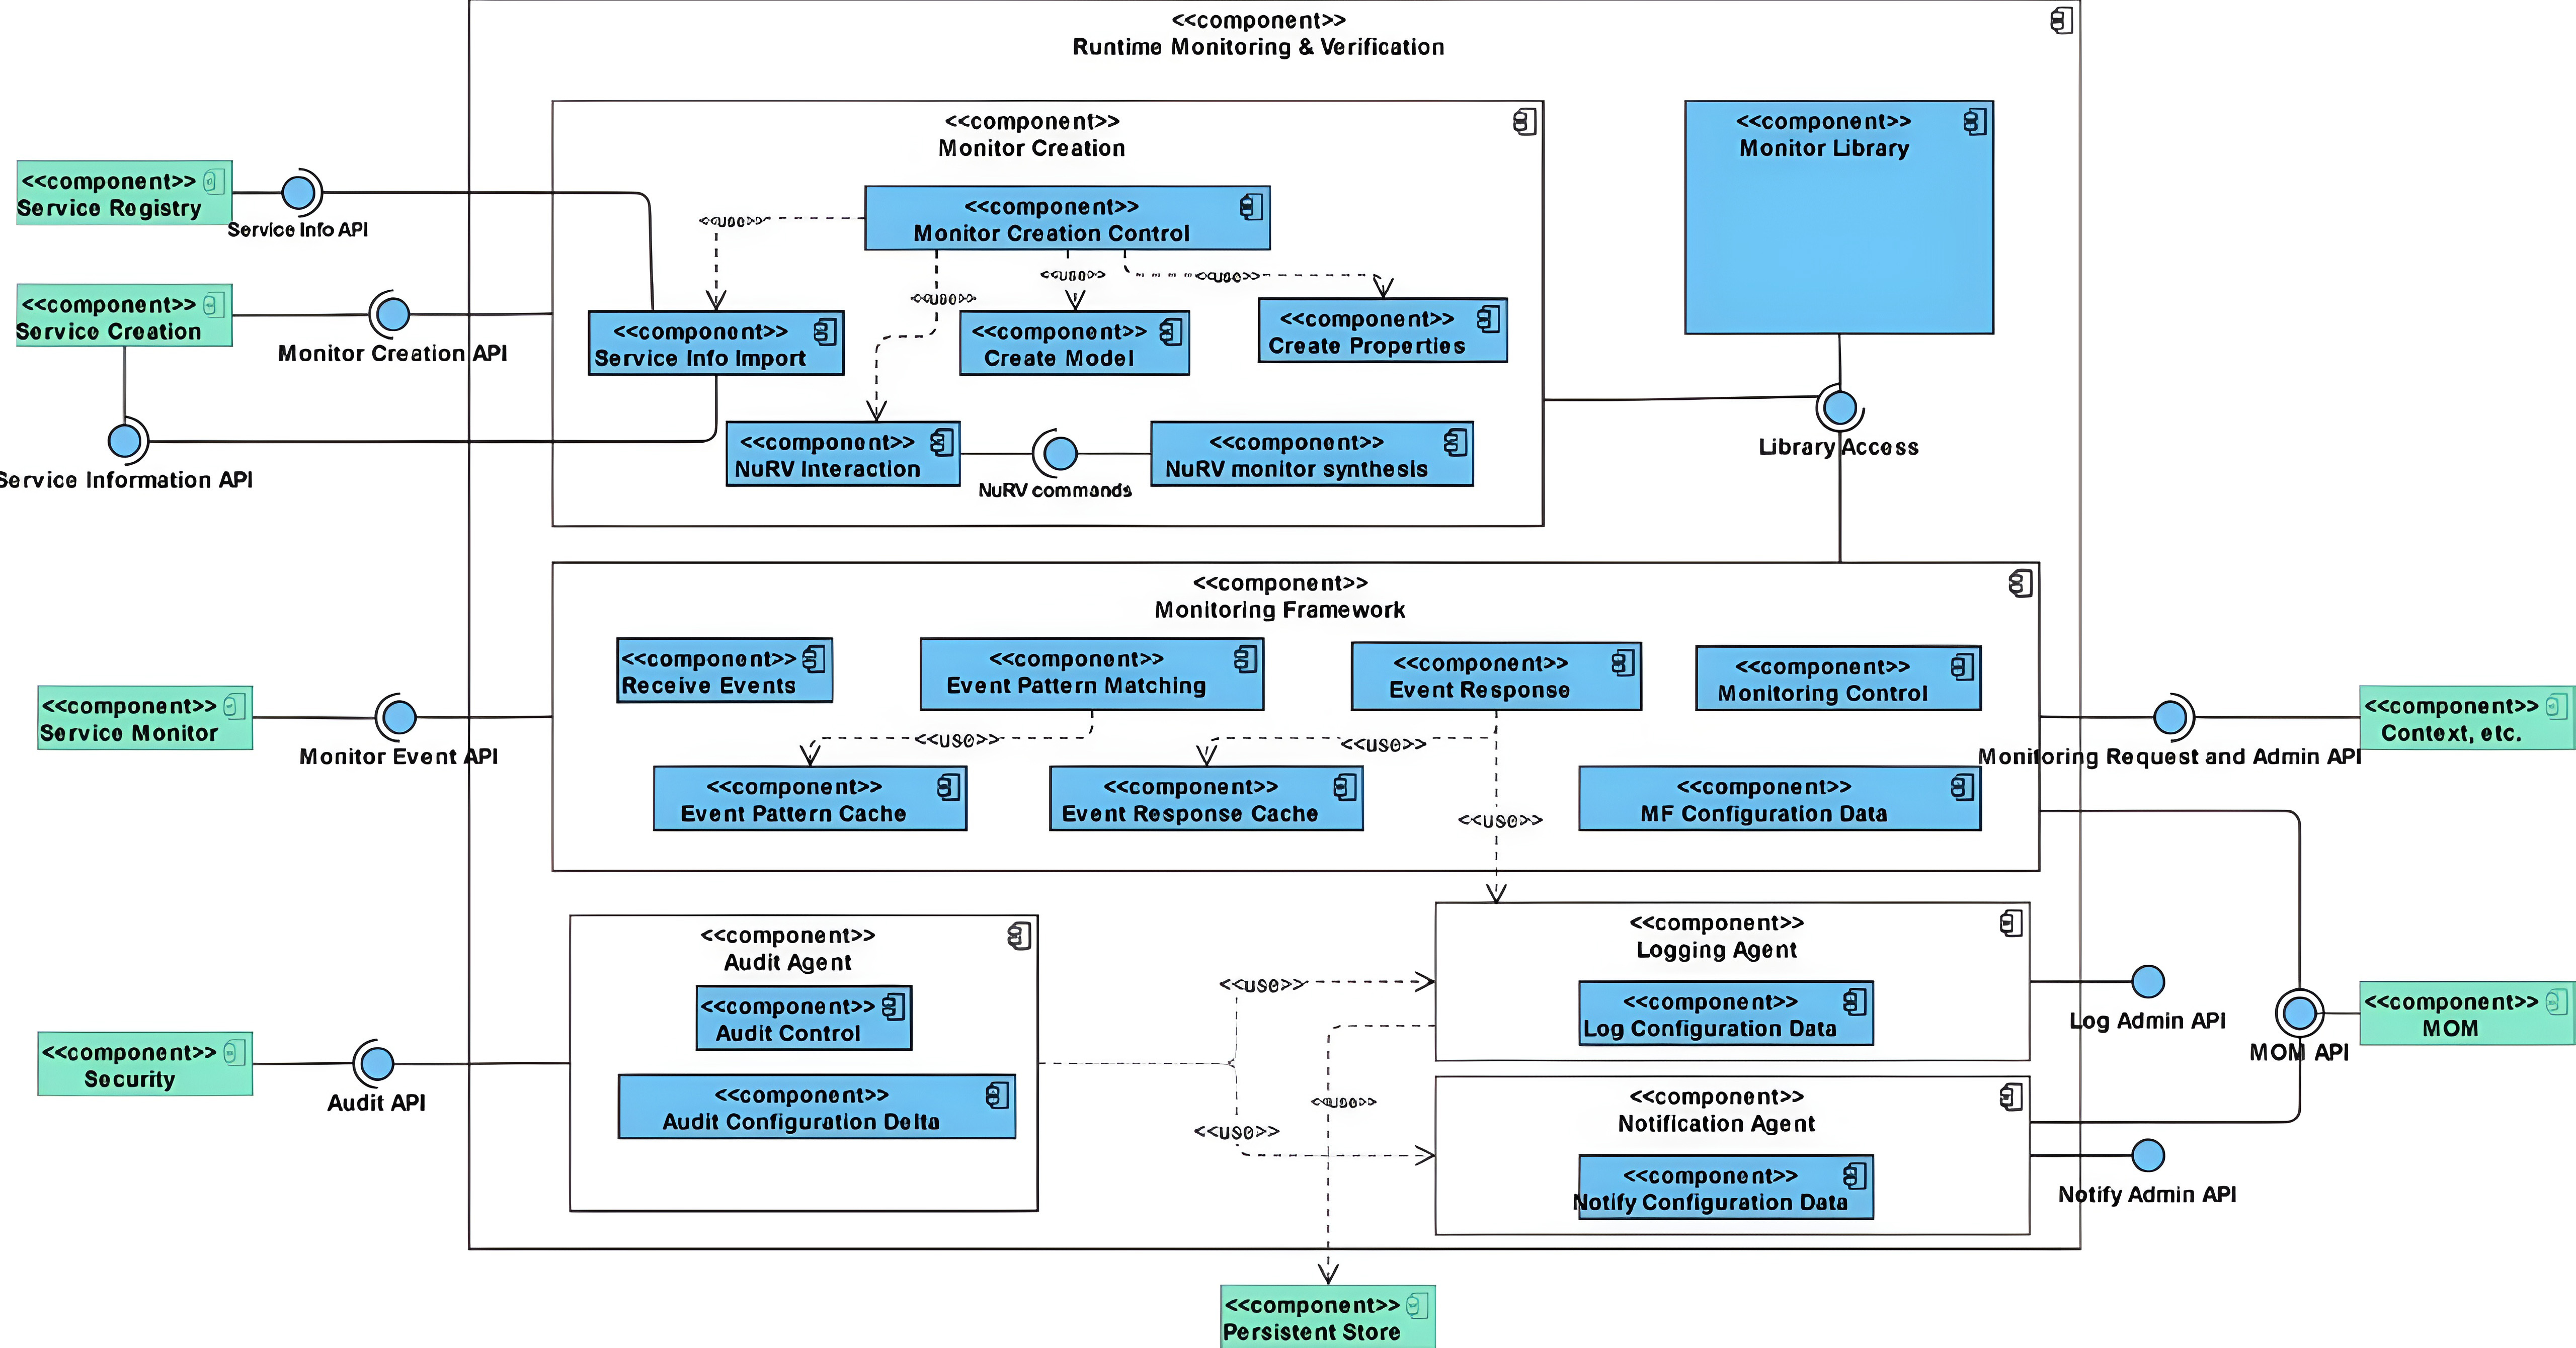 <<component>>
Runtime Monitoring & Verification
<<component>>
Monitor Creation
<<component>>
Monitor Library
<<component>>
Service Registry
Service Info API
<<component>>
Monitor Creation Control
<<use>>
<<use>>
<<use>>
<<use>>
<<component>>
Service Creation
Monitor Creation API
<<component>>
Service Info Import
<<component>>
Create Model
<<component>>
Create Properties
Service Information API
<<component>>
NuRV Interaction
NuRV commands
<<component>>
NuRV monitor synthesis
Library Access
<<component>>
Monitoring Framework
<<component>>
Receive Events
<<component>>
Event Pattern Matching
<<component>>
Event Response
<<component>>
Monitoring Control
<<component>>
Service Monitor
Monitor Event API
<<use>>
<<use>>
Monitoring Request and Admin API
<<component>>
Context, etc.
<<component>>
Event Pattern Cache
<<component>>
Event Response Cache
<<use>>
<<component>>
MF Configuration Data
<<component>>
Audit Agent
<<component>>
Audit Control
<<component>>
Audit Configuration Delta
<<component>>
Security
Audit API
<<use>>
<<use>>
<<use>>
<<component>>
Logging Agent
<<component>>
Log Configuration Data
Log Admin API
<<component>>
MOM
MOM API
<<component>>
Notification Agent
<<component>>
Notify Configuration Data
Notify Admin API
<<component>>
Persistent Store